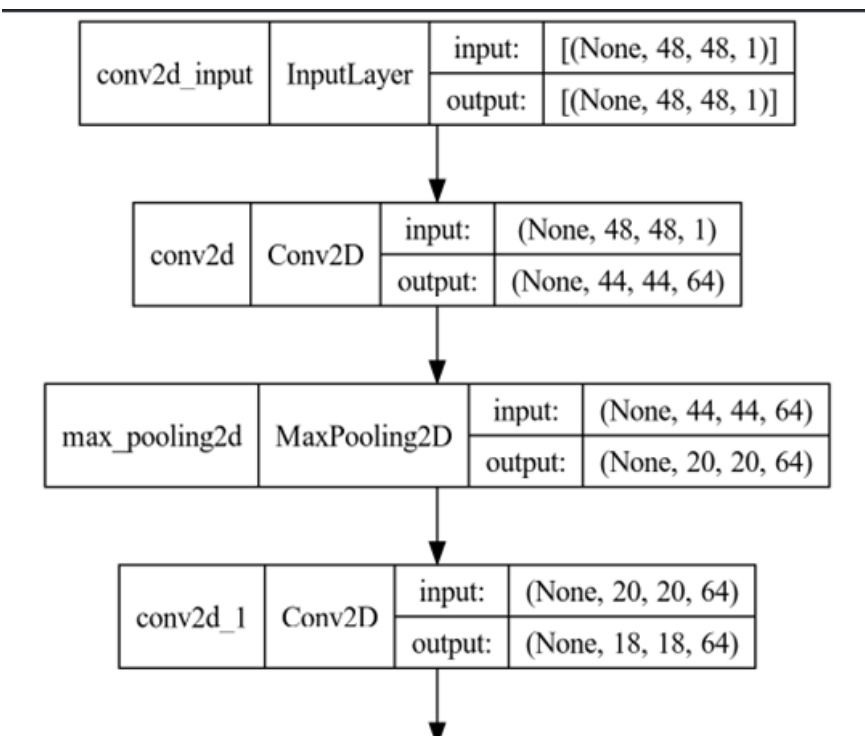 conv2d_input InputLayer input: [(None, 48, 48, 1)]
output: [(None, 48, 48, 1)]
conv2d Conv2D input: (None, 48, 48, 1)
output: (None, 44, 44, 64)
max_pooling2d MaxPooling2D input: (None, 44, 44, 64)
output: (None, 20, 20, 64)
conv2d_1 Conv2D input: (None, 20, 20, 64)
output: (None, 18, 18, 64)